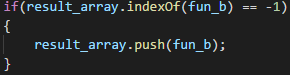 if(result_array.indexOf(fun_b) == -1)
{
    result_array.push(fun_b);
}